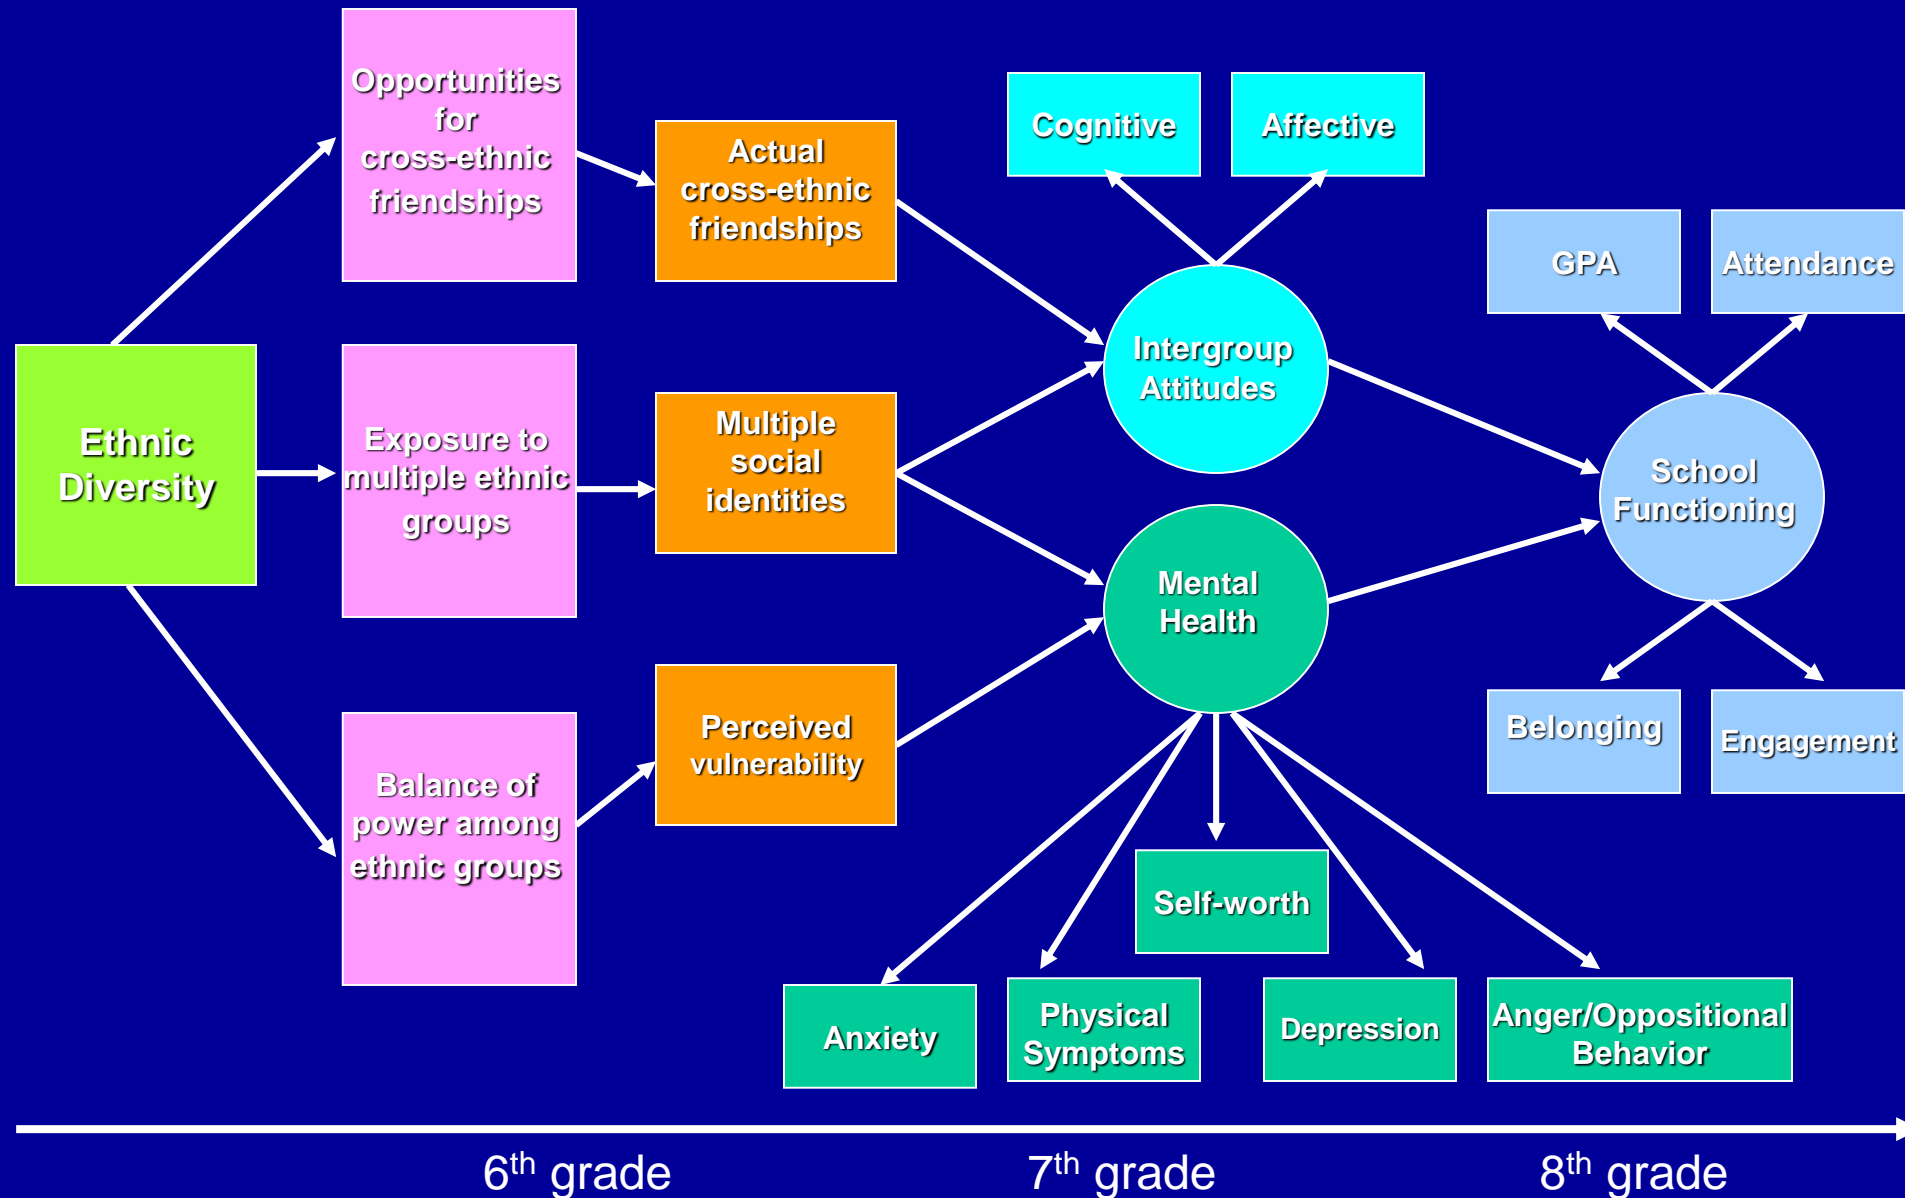 Opportunities
for
cross-ethnic
friendships
Actual
cross-ethnic
friendships
Cognitive
Affective
GPA
Attendance
Ethnic
Diversity
Exposure to
multiple ethnic
groups
Multiple
social
identities
Intergroup
Attitudes
School
Functioning
Mental
Health
Balance of
power among
ethnic groups
Perceived
vulnerability
Belonging
Engagement
Self-worth
Anxiety
Physical
Symptoms
Depression
Anger/Oppositional
Behavior
6th grade
7th grade
8th grade